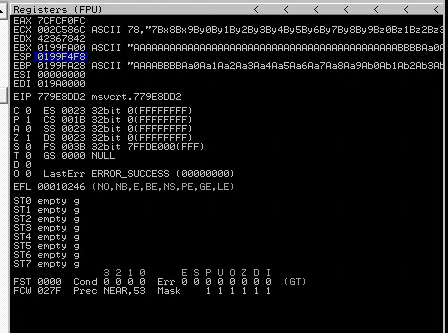 Registers (FPU) < < < < < <
EAX 7CFCF0FC
ECX 002C586C ASCII 78,"7Bx8Bx9By0By1By2By3By4By5By6By7By8By9Bz0Bz1Bz2Bz3
EDX 42367842
EBX 0199FA00 ASCII "AAAAAAAAAAAAAAAAAAAAAAAAAAAAAAAAAAAAAAAABBBBAa0A
ESP 0199F4F8
EBP 0199FA28 ASCII "AAAABBBBAa0Aa1Aa2Aa3Aa4Aa5Aa6Aa7Aa8Aa9Ab0Ab1Ab2Ab3Ab
ESI 00000000
EDI 019A0000
EIP 779E8DD2 msvcrt.779E8DD2
C 0 ES 0023 32bit 0(FFFFFFFF)
P 1 CS 001B 32bit 0(FFFFFFFF)
A 0 SS 0023 32bit 0(FFFFFFFF)
Z 1 DS 0023 32bit 0(FFFFFFFF)
S 0 FS 003B 32bit 7FFDE000(FFF)
T 0 GS 0000 NULL
D 0
O 0 LastErr ERROR_SUCCESS (00000000)
EFL 00010246 (NO,NB,E,BE,NS,PE,GE,LE)
ST0 empty g
ST1 empty g
ST2 empty g
ST3 empty g
ST4 empty g
ST5 empty g
ST6 empty g
ST7 empty g
3 2 1 0 E S P U O Z D I
FST 0000 Cond 0 0 0 0 Err 0 0 0 0 0 0 0 0 (GT)
FCW 027F Prec NEAR,53 Mask 1 1 1 1 1 1